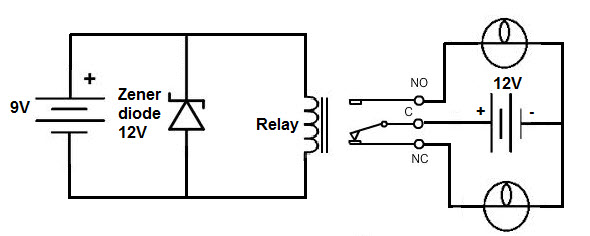 +
9V
Zener
diode
12V
Relay
NO
C
NC
12V
+ -